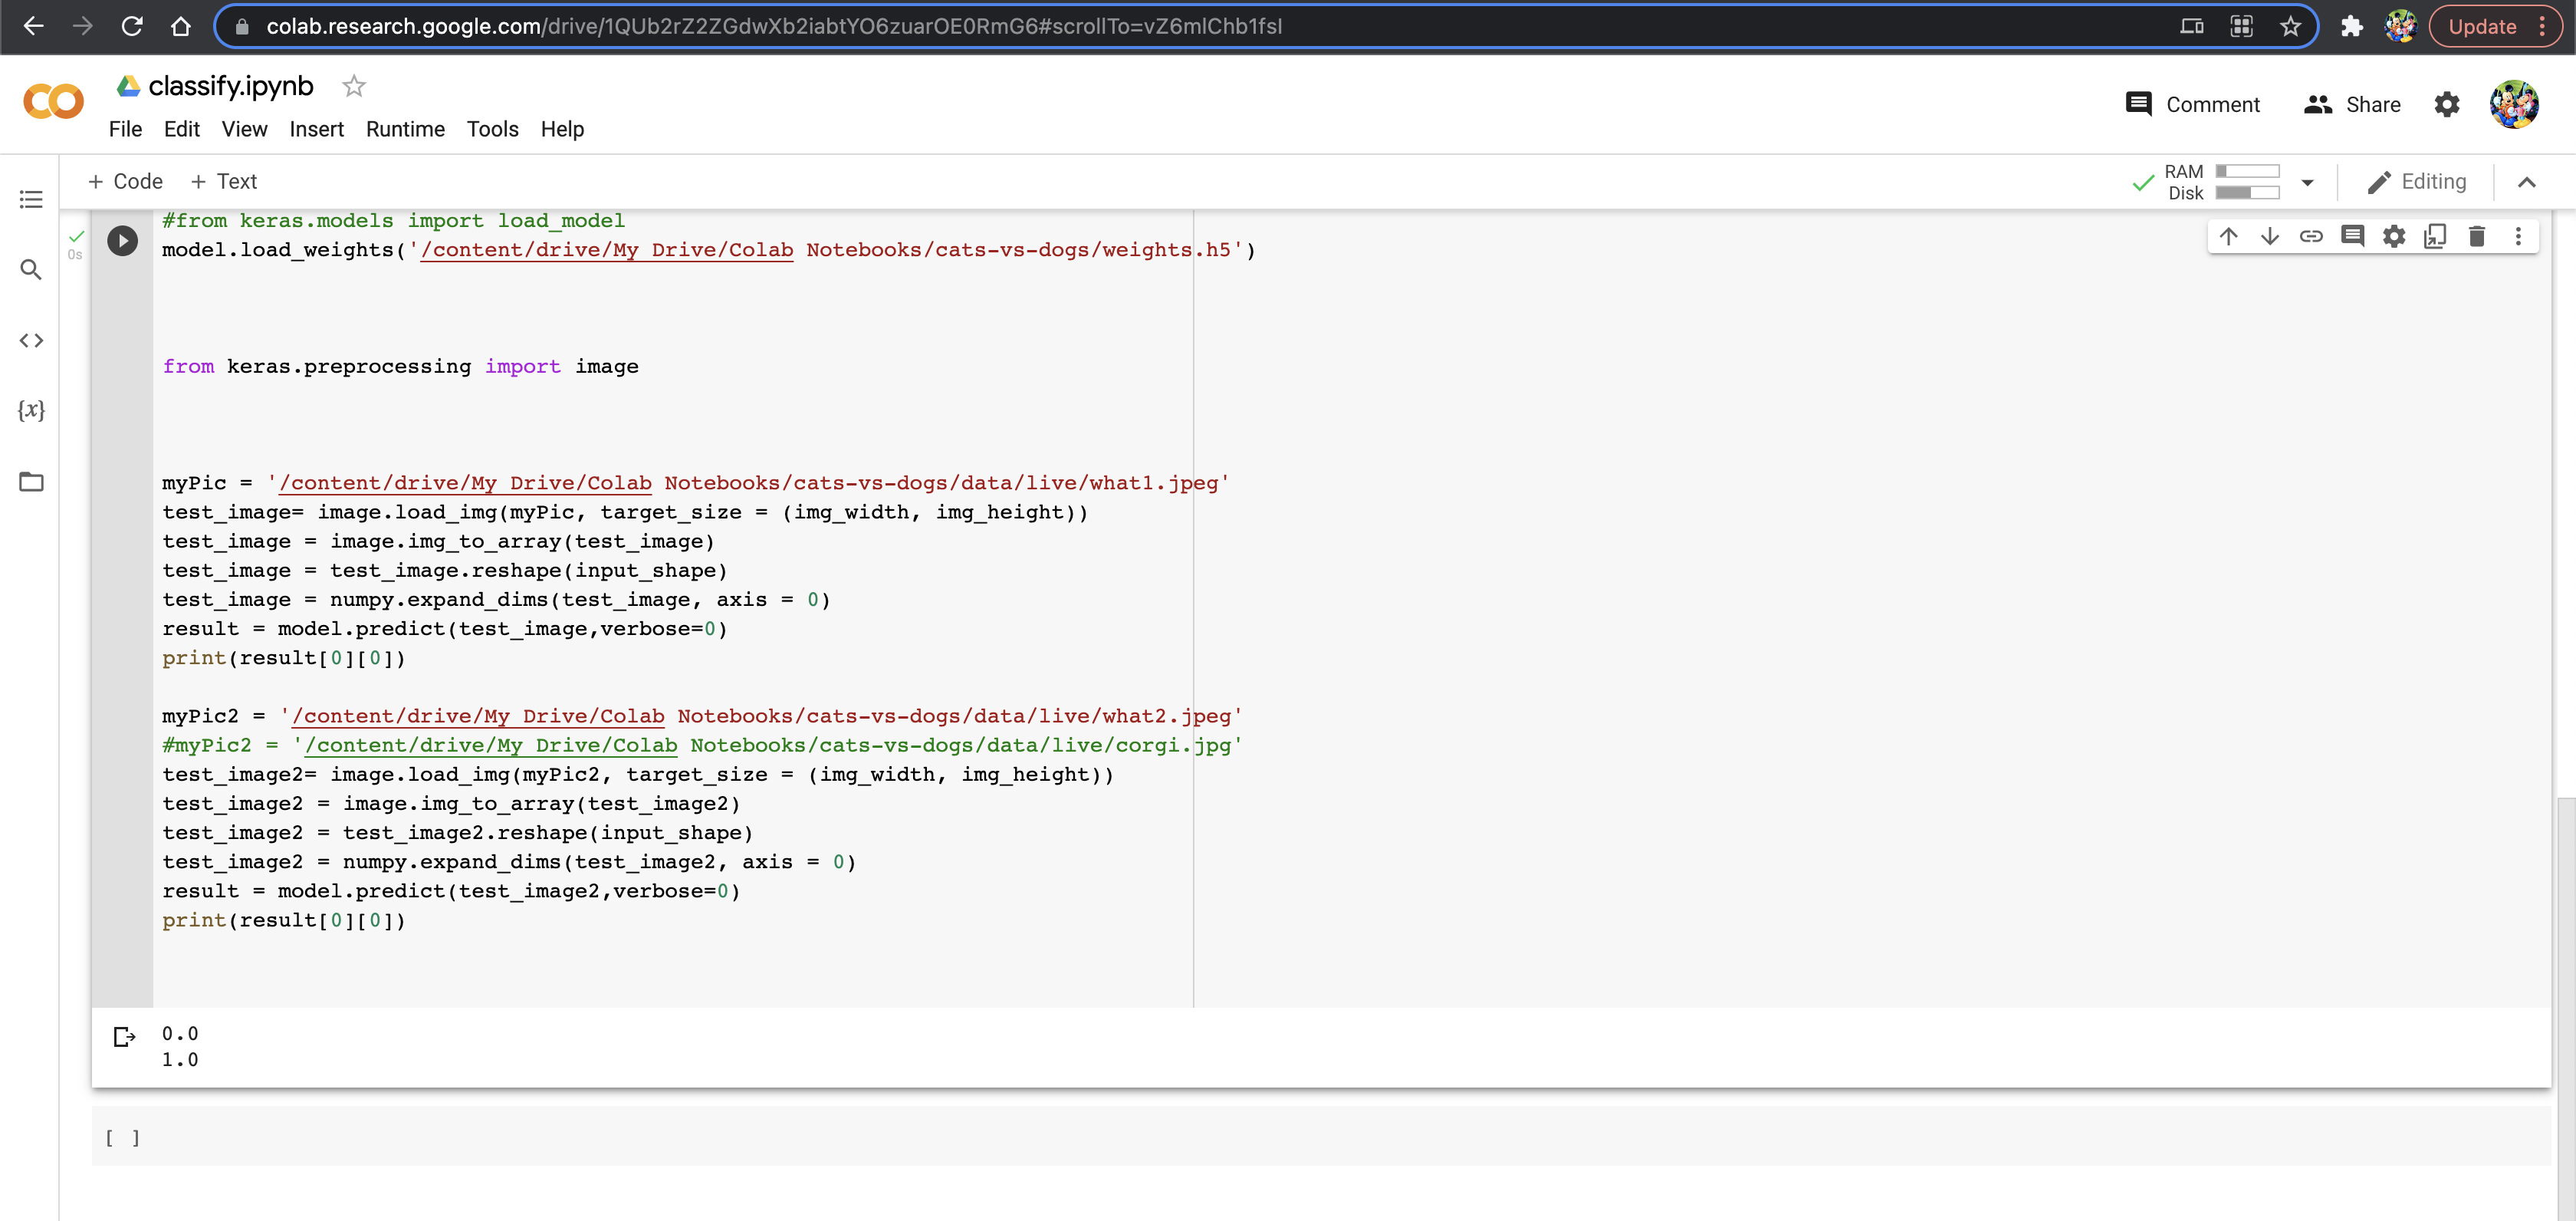 colab.research.google.com/drive/1QUb2rZ2ZGdwXb2iabtYO6zuarOE0RmG6#scrollTo=vZ6mlChb1fsI
Update
classify.ipynb
File Edit View Insert Runtime Tools Help
Comment
Share
+ Code + Text
RAM
Disk
Editing
0s
#from keras.models import load_model
model.load_weights('/content/drive/My Drive/Colab Notebooks/cats-vs-dogs/weights.h5')
from keras.preprocessing import image
myPic = '/content/drive/My Drive/Colab Notebooks/cats-vs-dogs/data/live/what1.jpeg'
test_image= image.load_img(myPic, target_size = (img_width, img_height))
test_image = image.img_to_array(test_image)
test_image = test_image.reshape(input_shape)
test_image = numpy.expand_dims(test_image, axis = 0)
result = model.predict(test_image,verbose=0)
print(result[0][0])
myPic2 = '/content/drive/My Drive/Colab Notebooks/cats-vs-dogs/data/live/what2.jpeg'
#myPic2 = '/content/drive/My Drive/Colab Notebooks/cats-vs-dogs/data/live/corgi.jpg'
test_image2= image.load_img(myPic2, target_size = (img_width, img_height))
test_image2 = image.img_to_array(test_image2)
test_image2 = test_image2.reshape(input_shape)
test_image2 = numpy.expand_dims(test_image2, axis = 0)
result = model.predict(test_image2,verbose=0)
print(result[0][0])
0.0
1.0
[ ]